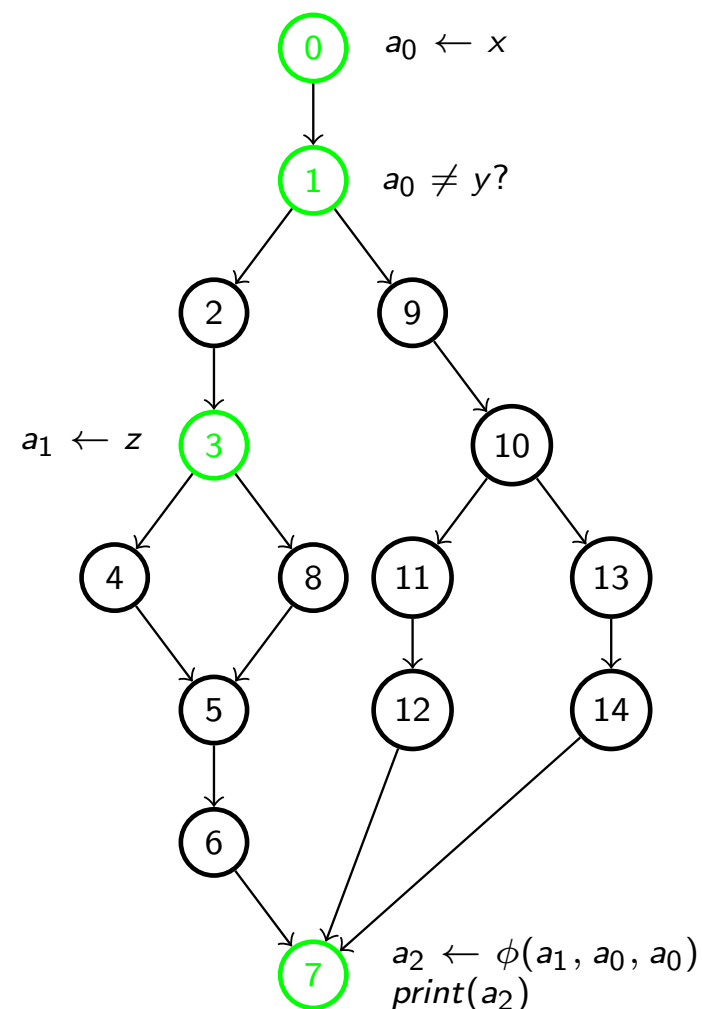 0 a₀ ← x
1 a₀ ≠ y?
2 9
a₁ ← z 3 10
4 8 11 13
5 12 14
6
7 a₂ ← ϕ(a₁, a₀, a₀)
print(a₂)